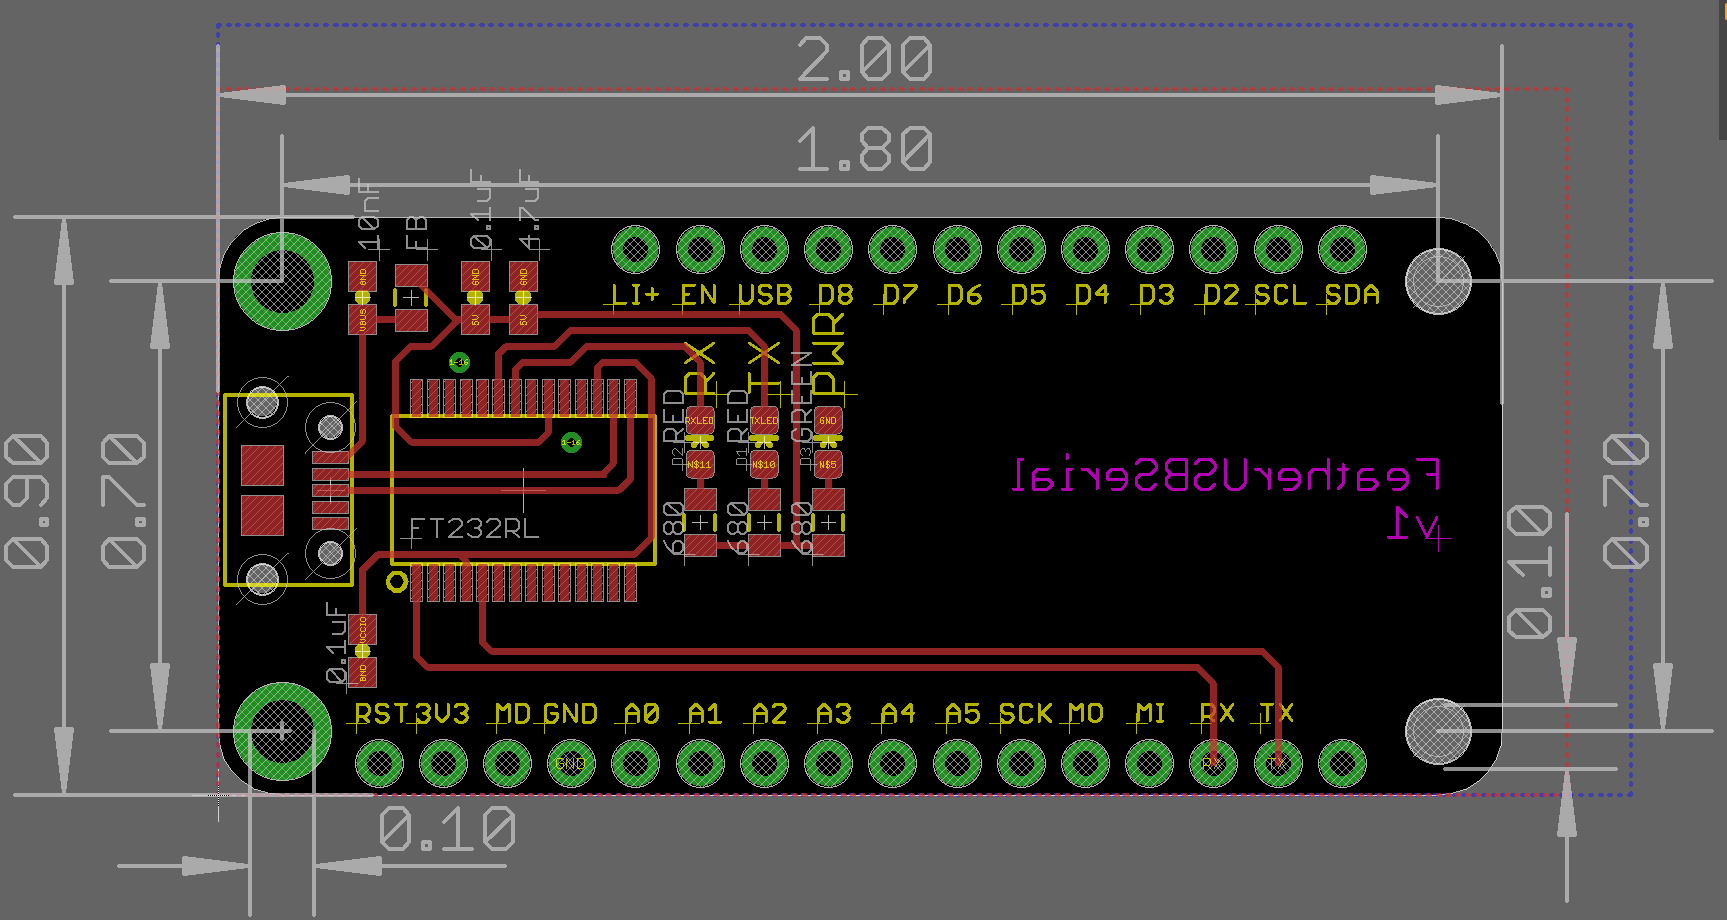 2.00
1.80
10nF
FB
0.1uF
4.7uF
GND
GND
GND
VBUS
5V
5V
LI+ EN USB D8 D7 D6 D5 D4 D3 D2 SCL SDA
RX
TX
PWR
1-16
1-16
RED
RED
GREEN
RXLED
TXLED
GND
D2
D1
D3
N$11
N$10
N$5
680
680
680
FT232RL
FeatherUSBSerial
v1
0.90
0.70
0.70
0.10
0.1uF
VCCIO
GND
RST 3V3 MD GND A0 A1 A2 A3 A4 A5 SCK MO MI RX TX
GND
RX
TX
0.10